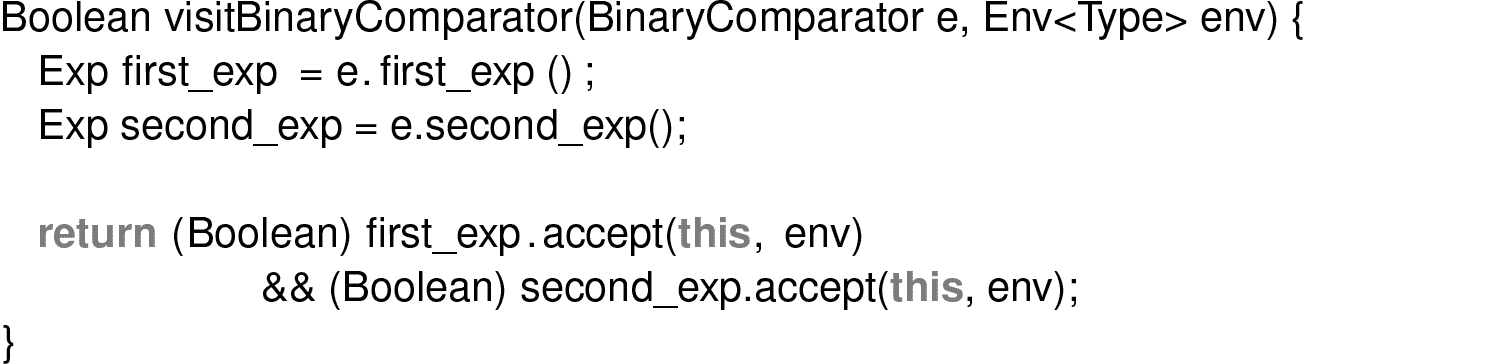 Boolean visitBinaryComparator(BinaryComparator e, Env<Type> env) {
Exp first_exp = e. first_exp () ;
Exp second_exp = e.second_exp();
return (Boolean) first_exp . accept(this, env)
&& (Boolean) second_exp.accept(this, env);
}